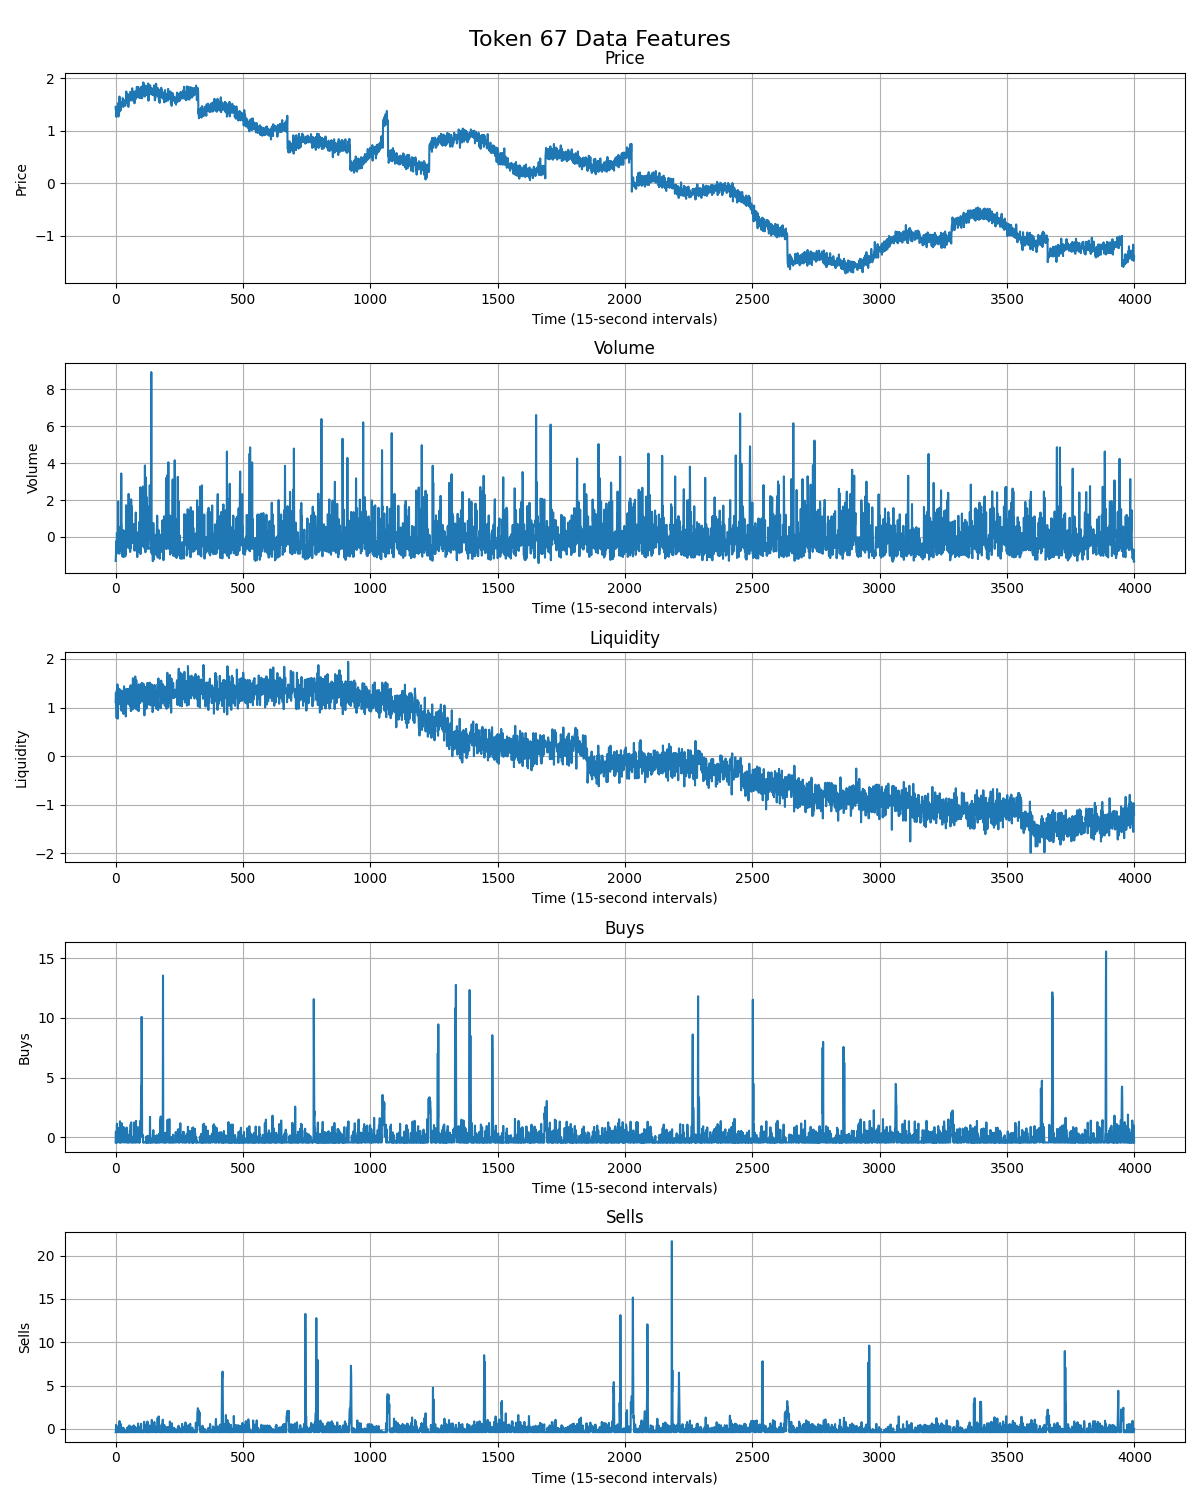 Token 67 Data Features
Price
2
1
0
−1
Price
0 500 1000 1500 2000 2500 3000 3500 4000
Time (15-second intervals)
Volume
8
6
4
2
0
Volume
0 500 1000 1500 2000 2500 3000 3500 4000
Time (15-second intervals)
Liquidity
2
1
0
−1
−2
Liquidity
0 500 1000 1500 2000 2500 3000 3500 4000
Time (15-second intervals)
Buys
15
10
5
0
Buys
0 500 1000 1500 2000 2500 3000 3500 4000
Time (15-second intervals)
Sells
20
15
10
5
0
Sells
0 500 1000 1500 2000 2500 3000 3500 4000
Time (15-second intervals)